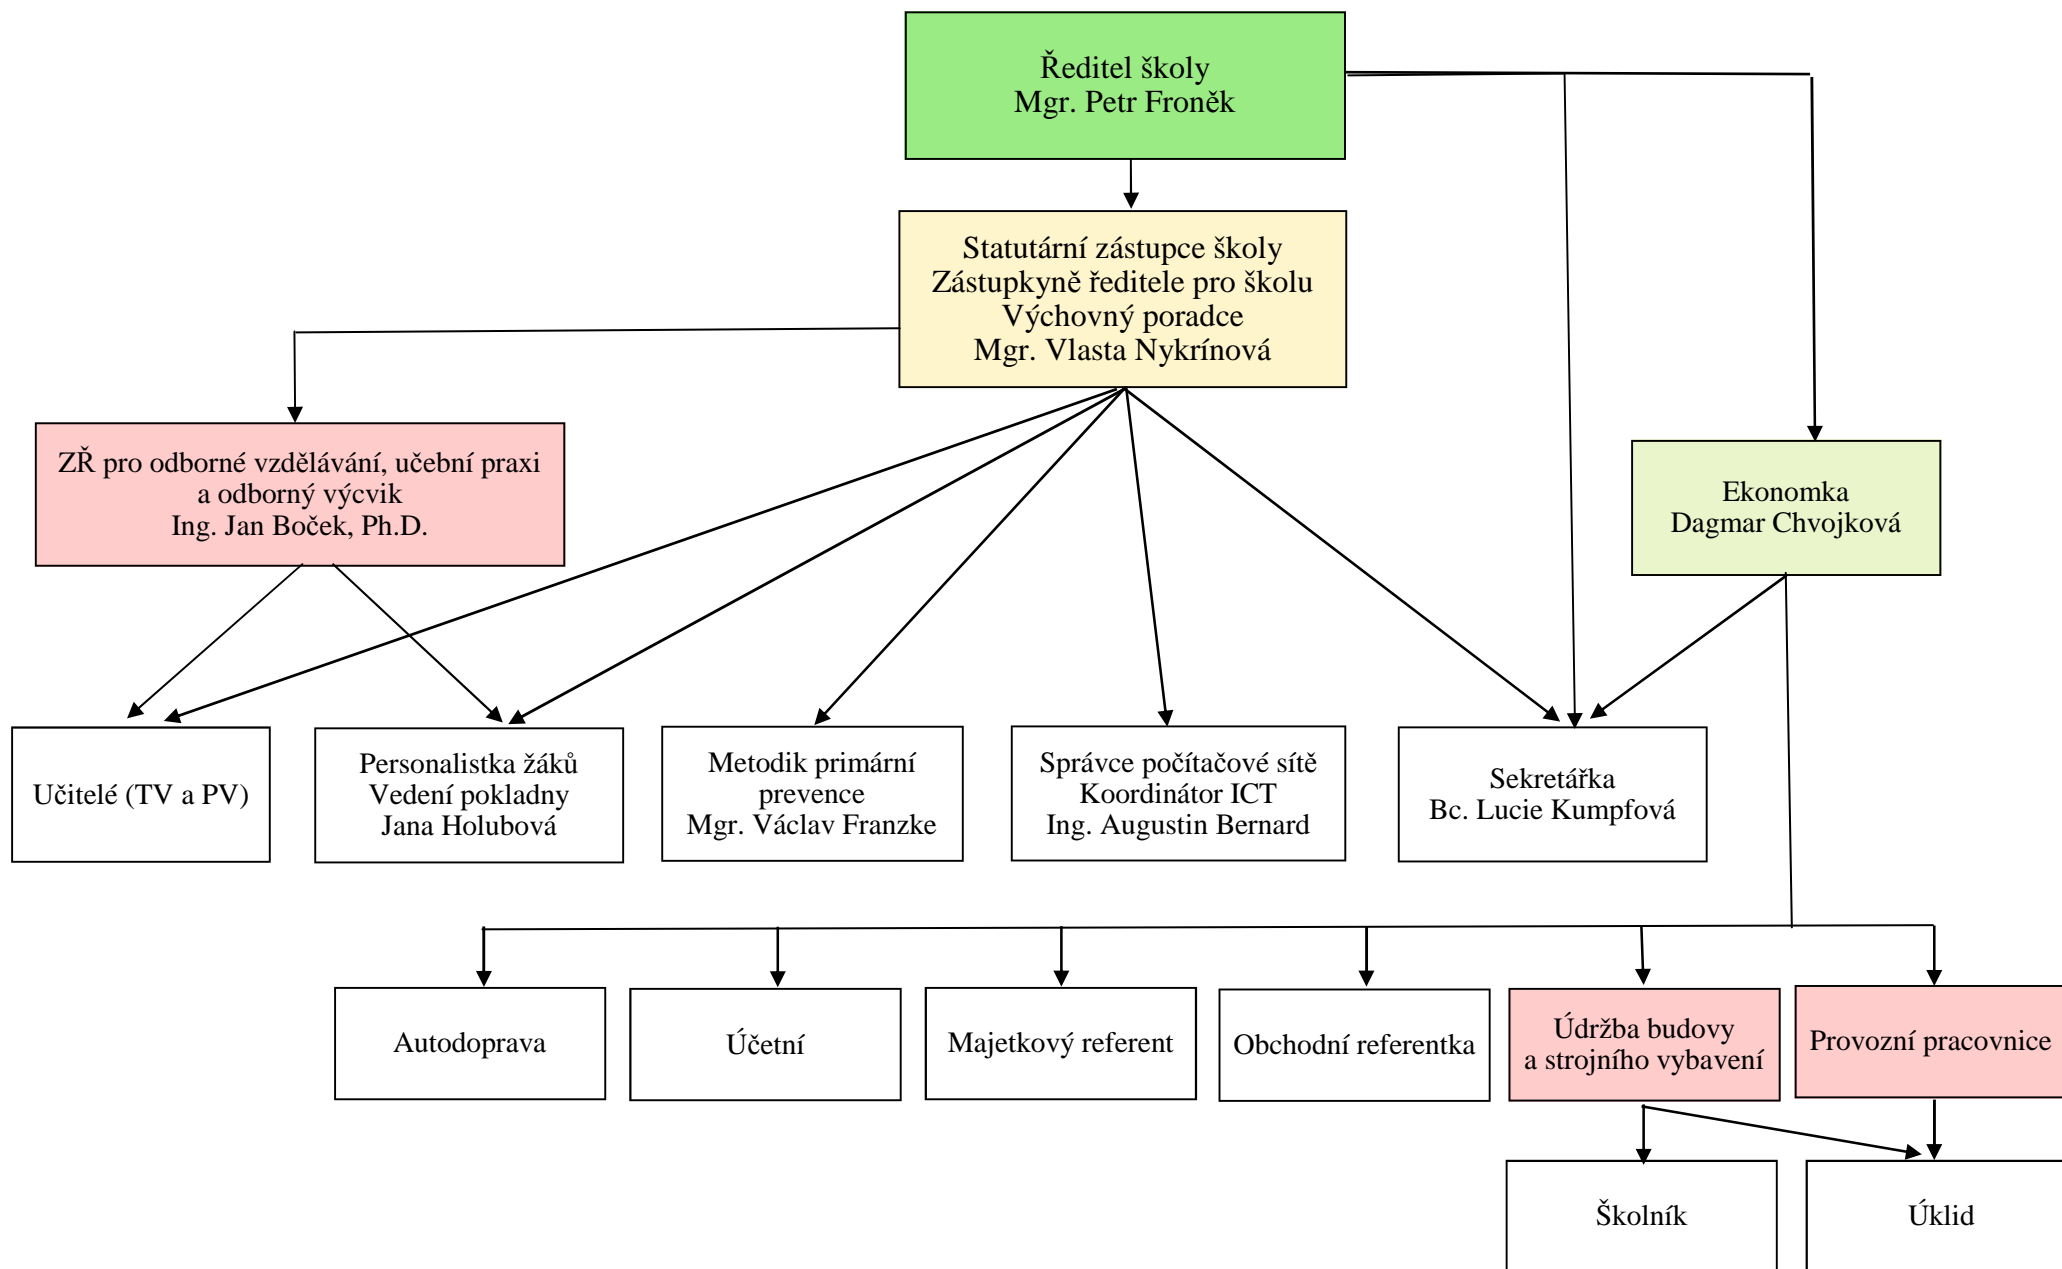 Ředitel školy
Mgr. Petr Froněk
Statutární zástupce školy
Zástupkyně ředitele pro školu
Výchovný poradce
Mgr. Vlasta Nykrínová
ZŘ pro odborné vzdělávání, učební praxi
a odborný výcvik
Ing. Jan Boček, Ph.D.
Ekonomka
Dagmar Chvojková
Učitelé (TV a PV)
Personalistka žáků
Vedení pokladny
Jana Holubová
Metodik primární
prevence
Mgr. Václav Franzke
Správce počítačové sítě
Koordinátor ICT
Ing. Augustin Bernard
Sekretářka
Bc. Lucie Kumpfová
Autodoprava
Účetní
Majetkový referent
Obchodní referentka
Údržba budovy
a strojního vybavení
Provozní pracovnice
Školník
Úklid